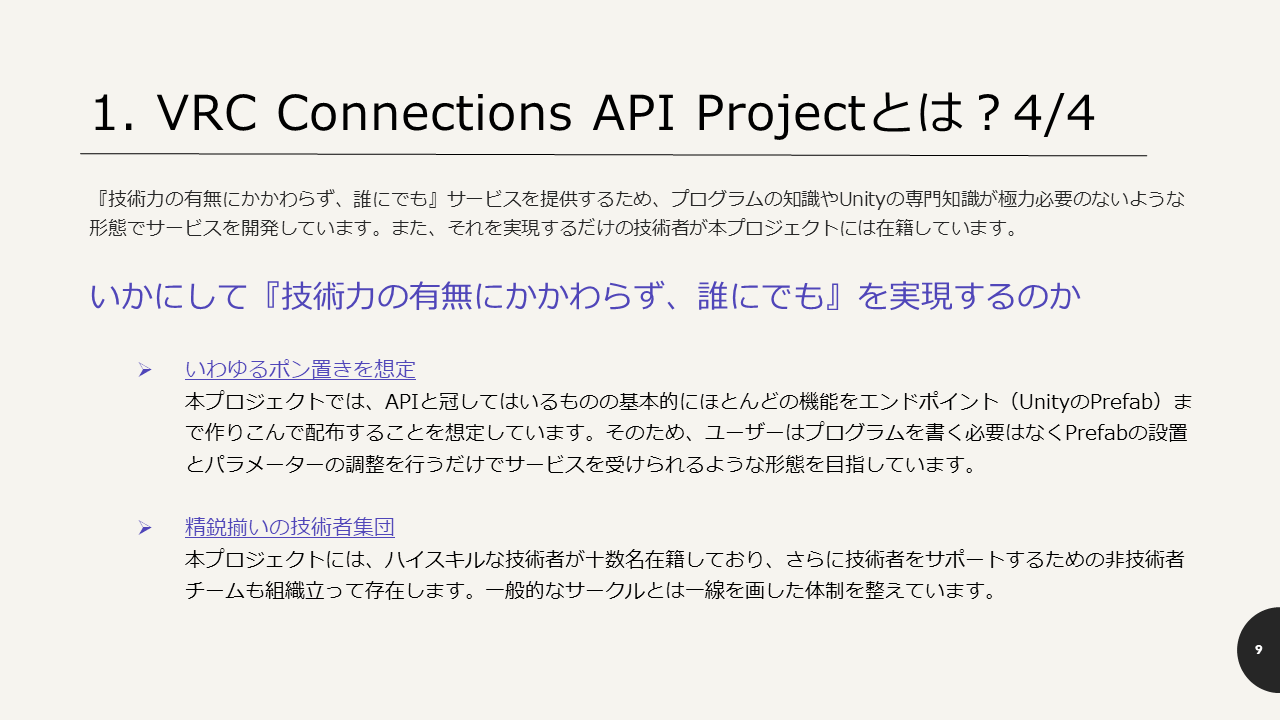 1. VRC Connections API Projectとは？4/4
『技術力の有無にかかわらず、誰にでも』サービスを提供するため、プログラムの知識やUnityの専門知識が極力必要のないような
形態でサービスを開発しています。また、それを実現するだけの技術者が本プロジェクトには在籍しています。
いかにして『技術力の有無にかかわらず、誰にでも』を実現するのか
➢ いわゆるポン置きを想定
本プロジェクトでは、APIと冠してはいるものの基本的にほとんどの機能をエンドポイント（UnityのPrefab）ま
で作りこんで配布することを想定しています。そのため、ユーザーはプログラムを書く必要はなくPrefabの設置
とパラメーターの調整を行うだけでサービスを受けられるような形態を目指しています。
➢ 精鋭揃いの技術者集団
本プロジェクトには、ハイスキルな技術者が十数名在籍しており、さらに技術者をサポートするための非技術者
チームも組織立って存在します。一般的なサークルとは一線を画した体制を整えています。
9